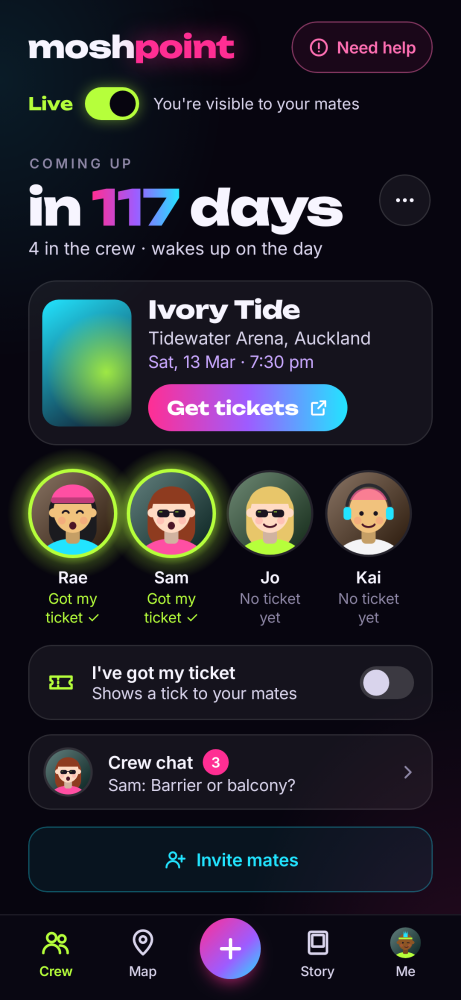 moshpoint
Need help
Live
You're visible to your mates
COMING UP
in 117 days
4 in the crew · wakes up on the day
Ivory Tide
Tidewater Arena, Auckland
Sat, 13 Mar · 7:30 pm
Get tickets
Rae
Got my
ticket ✓
Sam
Got my
ticket ✓
Jo
No ticket
yet
Kai
No ticket
yet
I've got my ticket
Shows a tick to your mates
Crew chat 3
Sam: Barrier or balcony?
Invite mates
Crew
Map
Story
Me